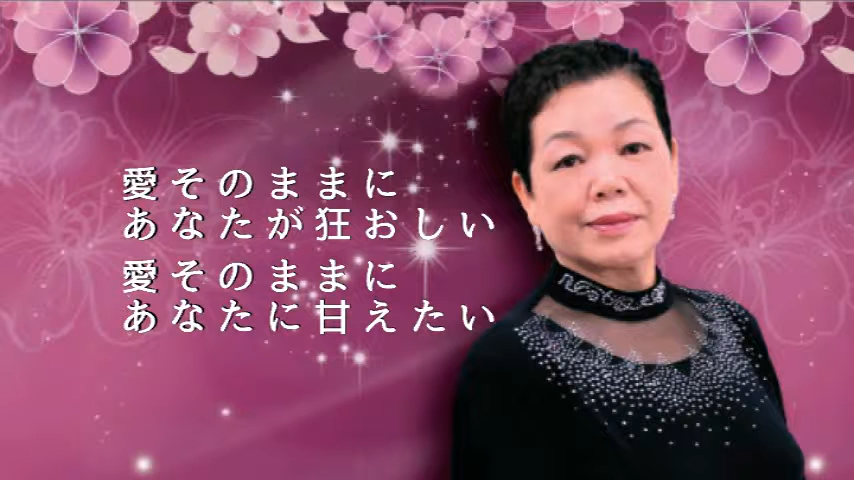 愛そのままに
あなたが狂おしい
愛そのままに
あなたに甘えたい